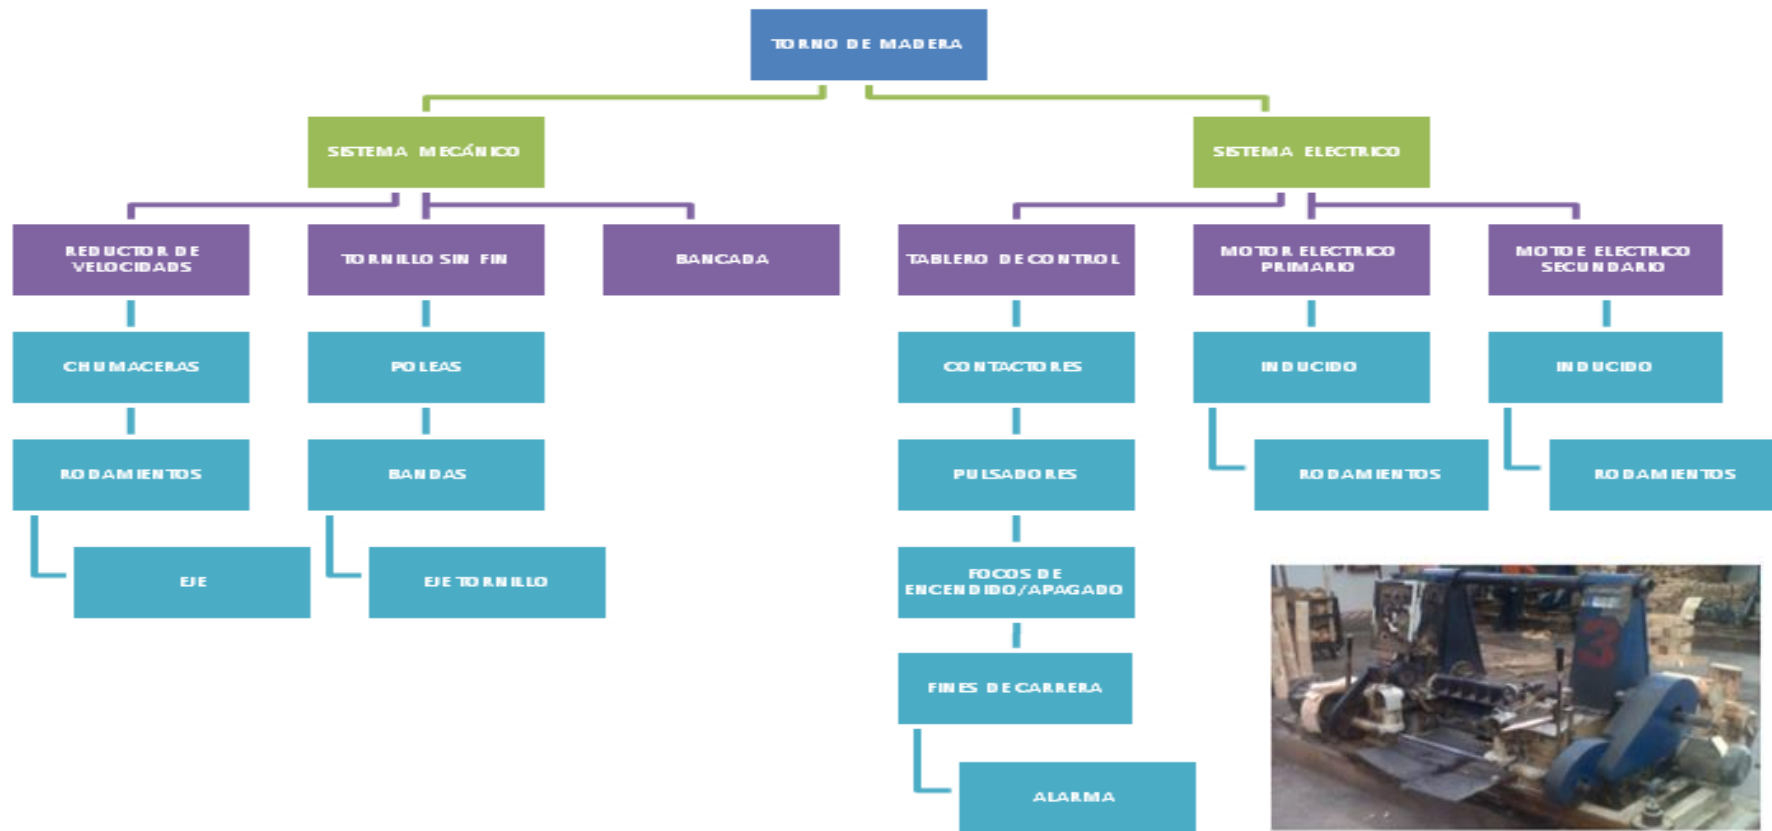 TORNO DE MADERA
SISTEMA MECÁNICO
SISTEMA ELECTRICO
REDUCTOR DE
VELOCIDADS
TORNILLO SIN FIN
BANCADA
TABLERO DE CONTROL
MOTOR ELECTRICO
PRIMARIO
MOTOE ELECTRICO
SECUNDARIO
CHUMACERAS
POLEAS
CONTACTORES
INDUCIDO
INDUCIDO
RODAMIENTOS
BANDAS
PULSADORES
RODAMIENTOS
RODAMIENTOS
EJE
EJE TORNILLO
FOCOS DE
ENCENDIDO/APAGADO
FINES DE CARRERA
ALARMA
3